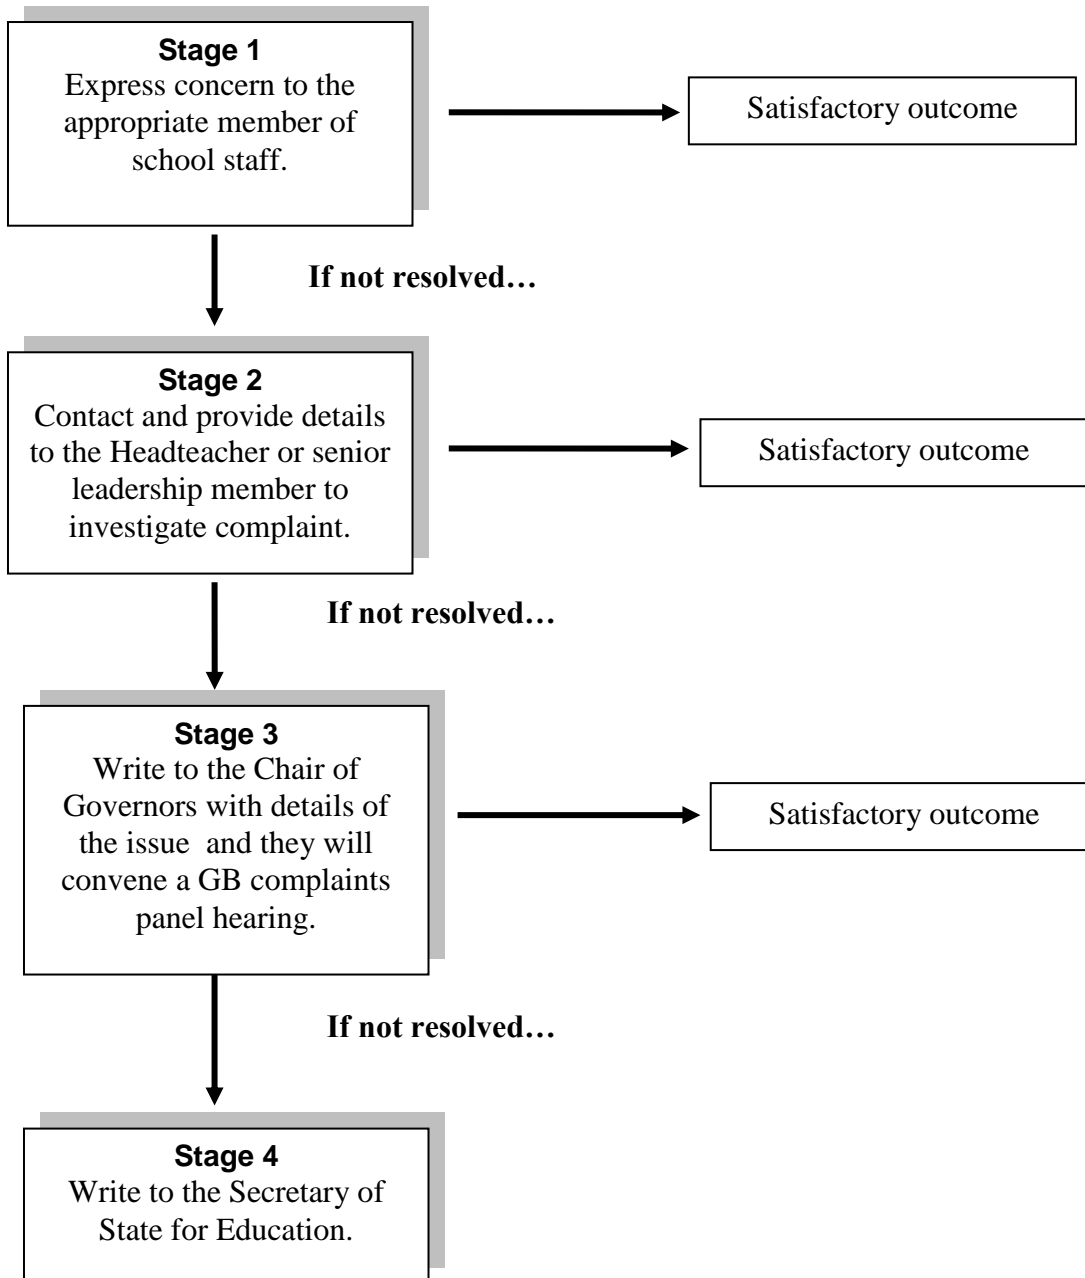 Stage 1
Express concern to the
appropriate member of
school staff.
Satisfactory outcome
If not resolved…
Stage 2
Contact and provide details
to the Headteacher or senior
leadership member to
investigate complaint.
Satisfactory outcome
If not resolved…
Stage 3
Write to the Chair of
Governors with details of
the issue  and they will
convene a GB complaints
panel hearing.
Satisfactory outcome
If not resolved…
Stage 4
Write to the Secretary of
State for Education.